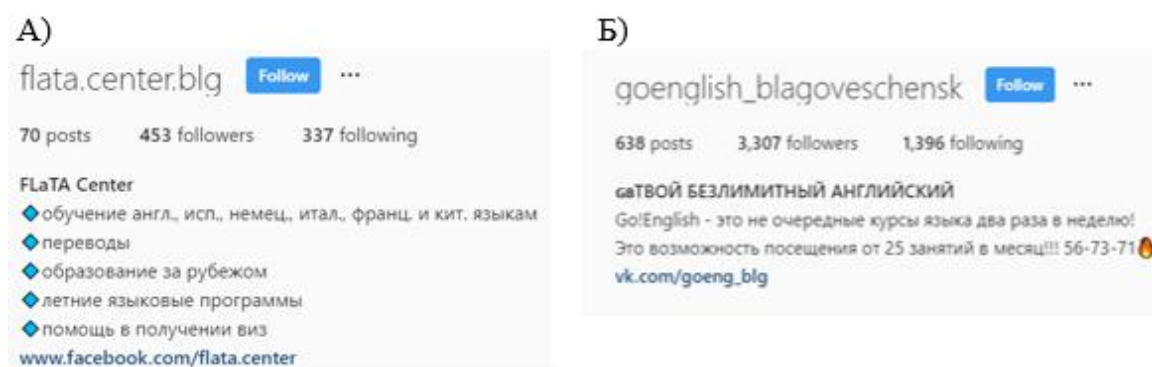 А)
flata.center.blg Follow ...
70 posts 453 followers 337 following
FLaTA Center
обучение англ., исп., немец., итал., франц. и кит. языкам
переводы
образование за рубежом
летние языковые программы
помощь в получении виз
www.facebook.com/flata.center
Б)
goenglish_blagoveschensk Follow ...
638 posts 3,307 followers 1,396 following
GBТВОЙ БЕЗЛИМИТНЫЙ АНГЛИЙСКИЙ
Go!English - это не очередные курсы языка два раза в неделю!
Это возможность посещения от 25 занятий в месяц!!! 56-73-71
vk.com/goeng_blg